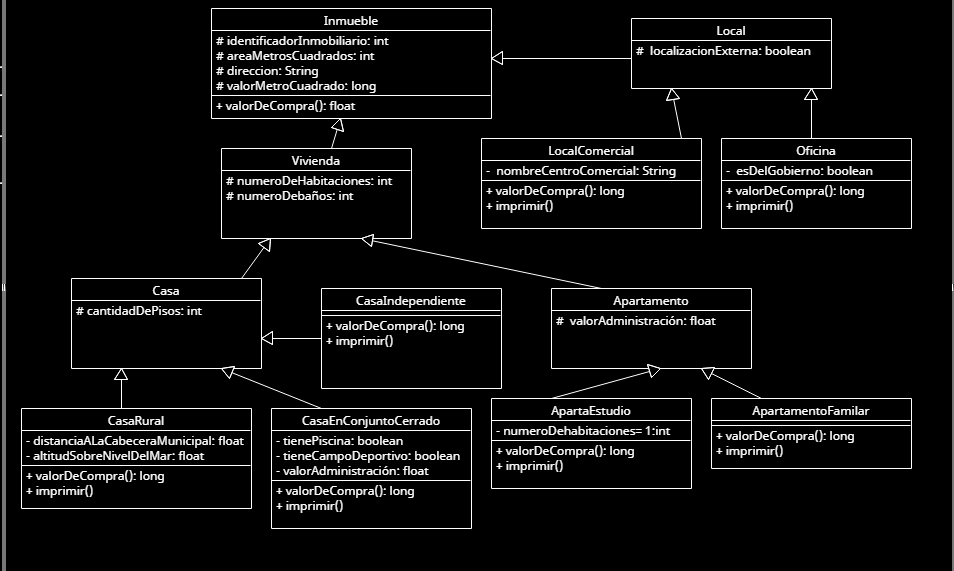 Inmueble
# identificadorInmobiliario: int
# areaMetrosCuadrados: int
# direccion: String
# valorMetroCuadrado: long
+ valorDeCompra(): float
Local
# localizacionExterna: boolean
Vivienda
# numeroDeHabitaciones: int
# numeroDebaños: int
LocalComercial
- nombreCentroComercial: String
+ valorDeCompra(): long
+ imprimir()
Oficina
- esDelGobierno: boolean
+ valorDeCompra(): long
+ imprimir()
Casa
# cantidadDePisos: int
CasaIndependiente
+ valorDeCompra(): long
+ imprimir()
Apartamento
# valorAdministración: float
CasaRural
- distanciaALaCabeceraMunicipal: float
- altitudSobreNivelDelMar: float
+ valorDeCompra(): long
+ imprimir()
CasaEnConjuntoCerrado
- tienePiscina: boolean
- tieneCampoDeportivo: boolean
- valorAdministración: float
+ valorDeCompra(): long
+ imprimir()
ApartaEstudio
- numeroDehabitaciones= 1:int
+ valorDeCompra(): long
+ imprimir()
ApartamentoFamilar
+ valorDeCompra(): long
+ imprimir()